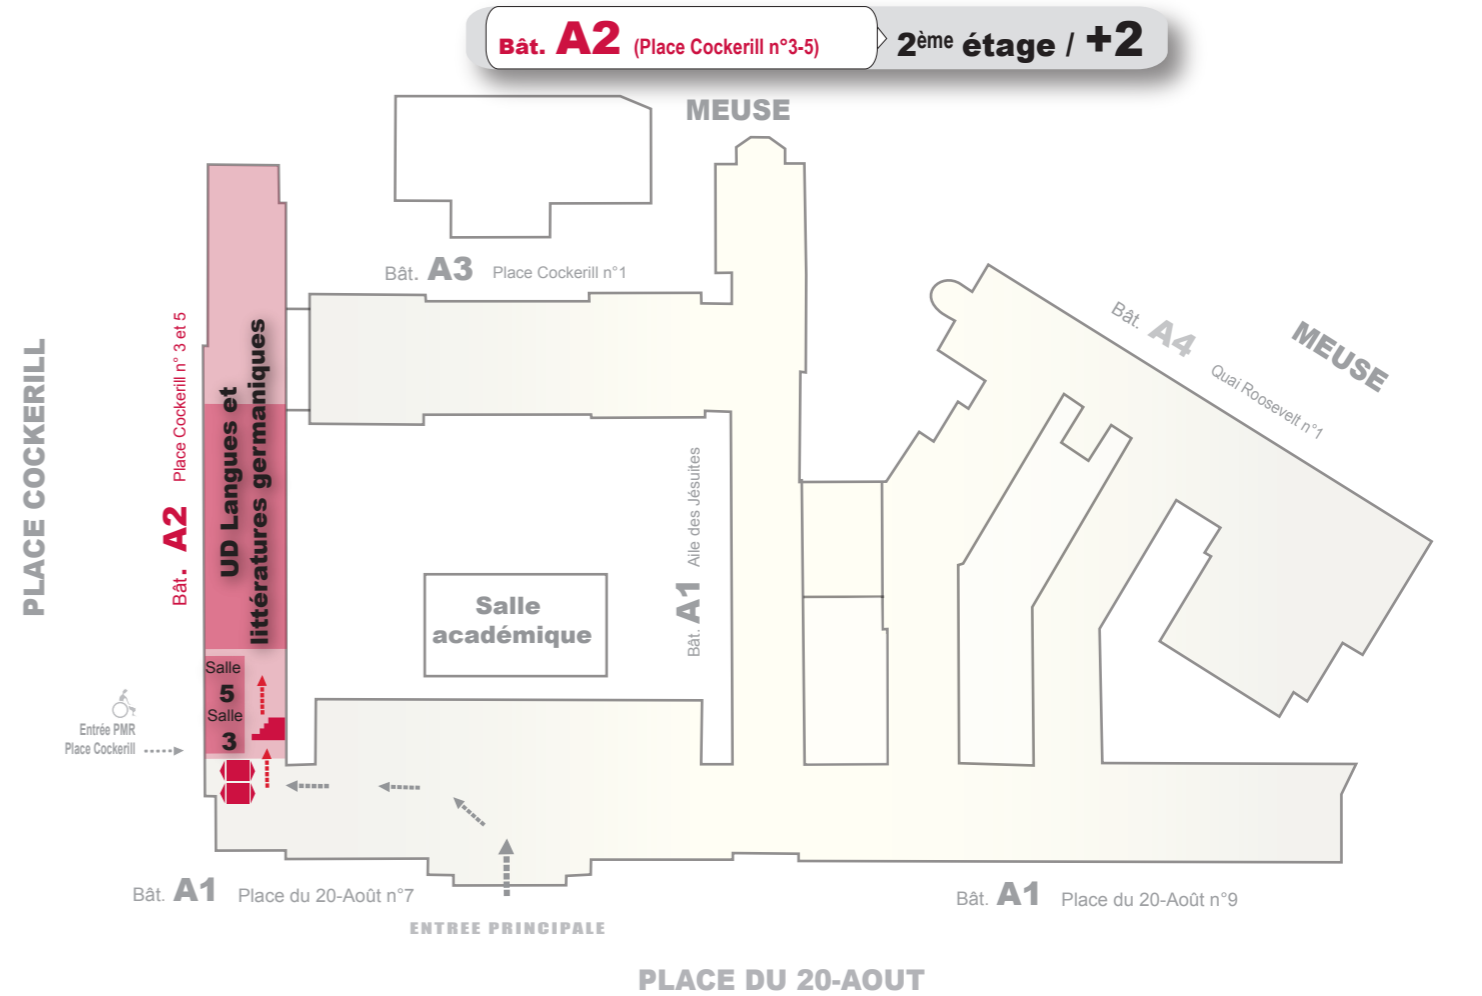 Bât. A2 (Place Cockerill n°3-5) 2ème étage / +2
MEUSE
Bât. A3 Place Cockerill n°1
Bât. A4 Quai Roosevelt n°1
MEUSE
PLACE COCKERILL
Bât. A2 Place Cockerill n° 3 et 5
UD Langues et
littératures germaniques
Bât. A1 Aile des Jésuites
Salle
académique
Salle
5
Salle
3
Entrée PMR
Place Cockerill
Bât. A1 Place du 20-Août n°7
Bât. A1 Place du 20-Août n°9
ENTREE PRINCIPALE
PLACE DU 20-AOUT